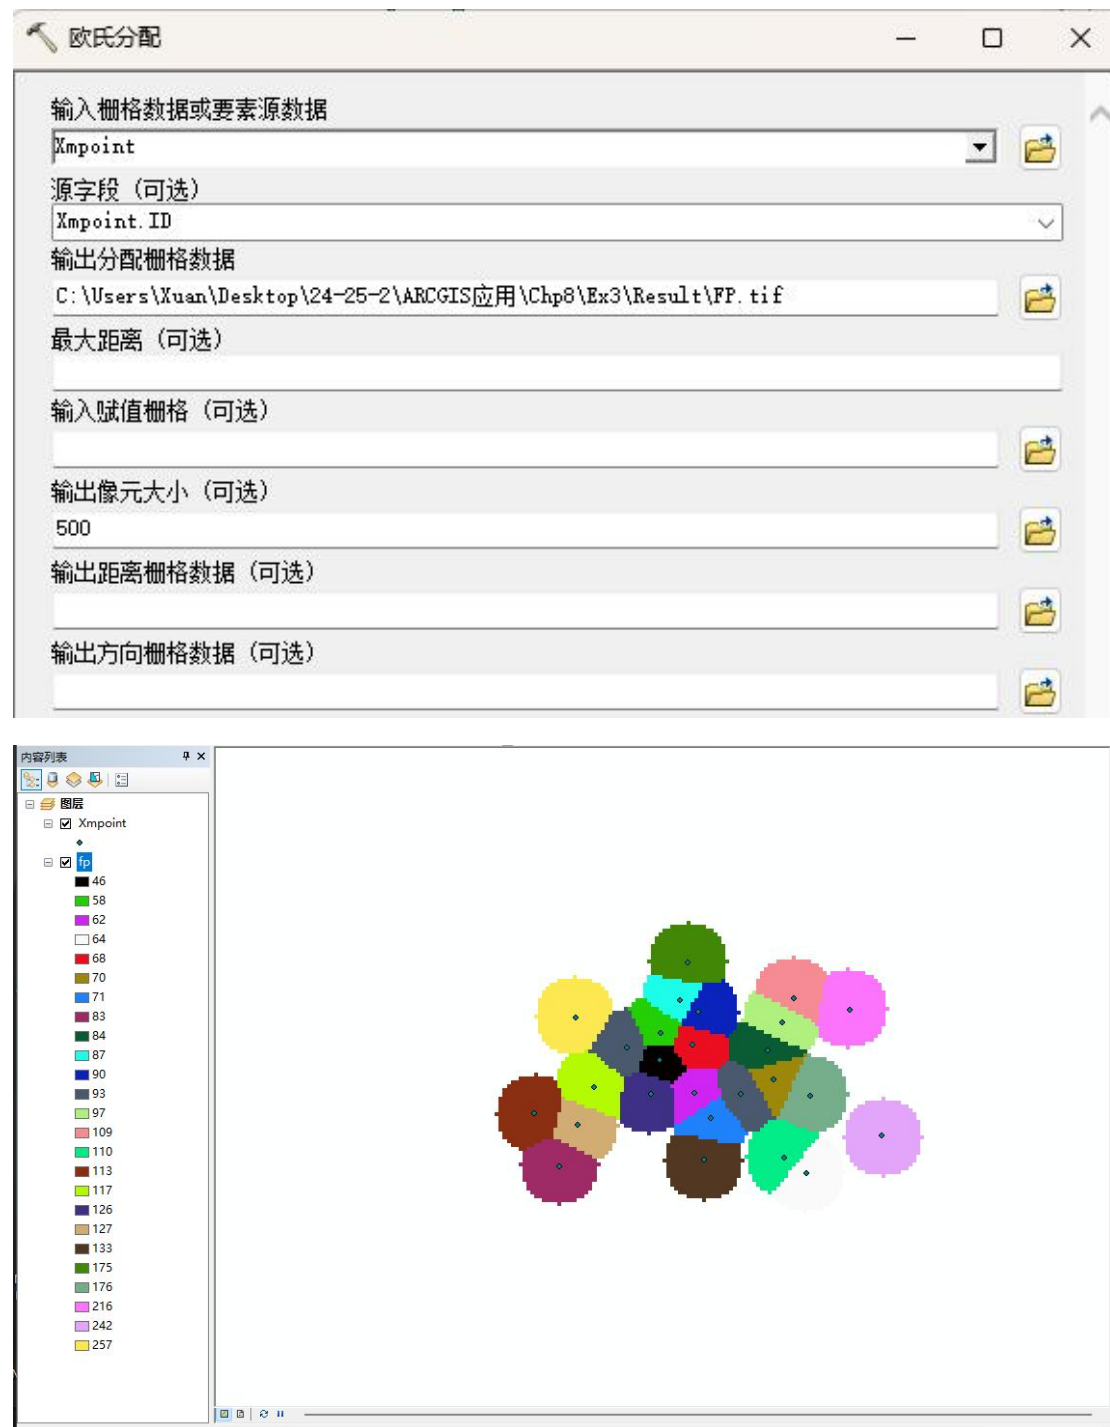 欧氏分配
输入栅格数据或要素源数据
Xmpoint
源字段（可选）
Xmpoint.ID
输出分配栅格数据
C:\Users\Xuan\Desktop\24-25-2\ARCGIS应用\Chp8\Ex3\Result\FP.tif
最大距离（可选）
输入赋值栅格（可选）
输出像元大小（可选）
500
输出距离栅格数据（可选）
输出方向栅格数据（可选）
内容列表
图层
Xmpoint
fp
46
58
62
64
68
70
71
83
84
87
90
93
97
109
110
113
117
126
127
133
175
176
216
242
257